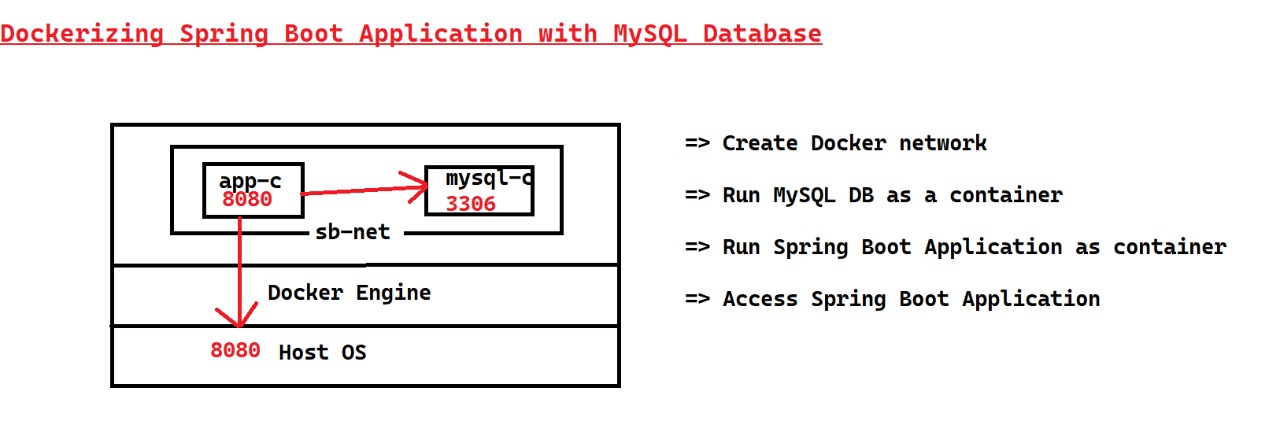 Dockerizing Spring Boot Application with MySQL Database
app-c
8080
mysql-c
3306
sb-net
Docker Engine
8080 Host OS
=> Create Docker network
=> Run MySQL DB as a container
=> Run Spring Boot Application as container
=> Access Spring Boot Application